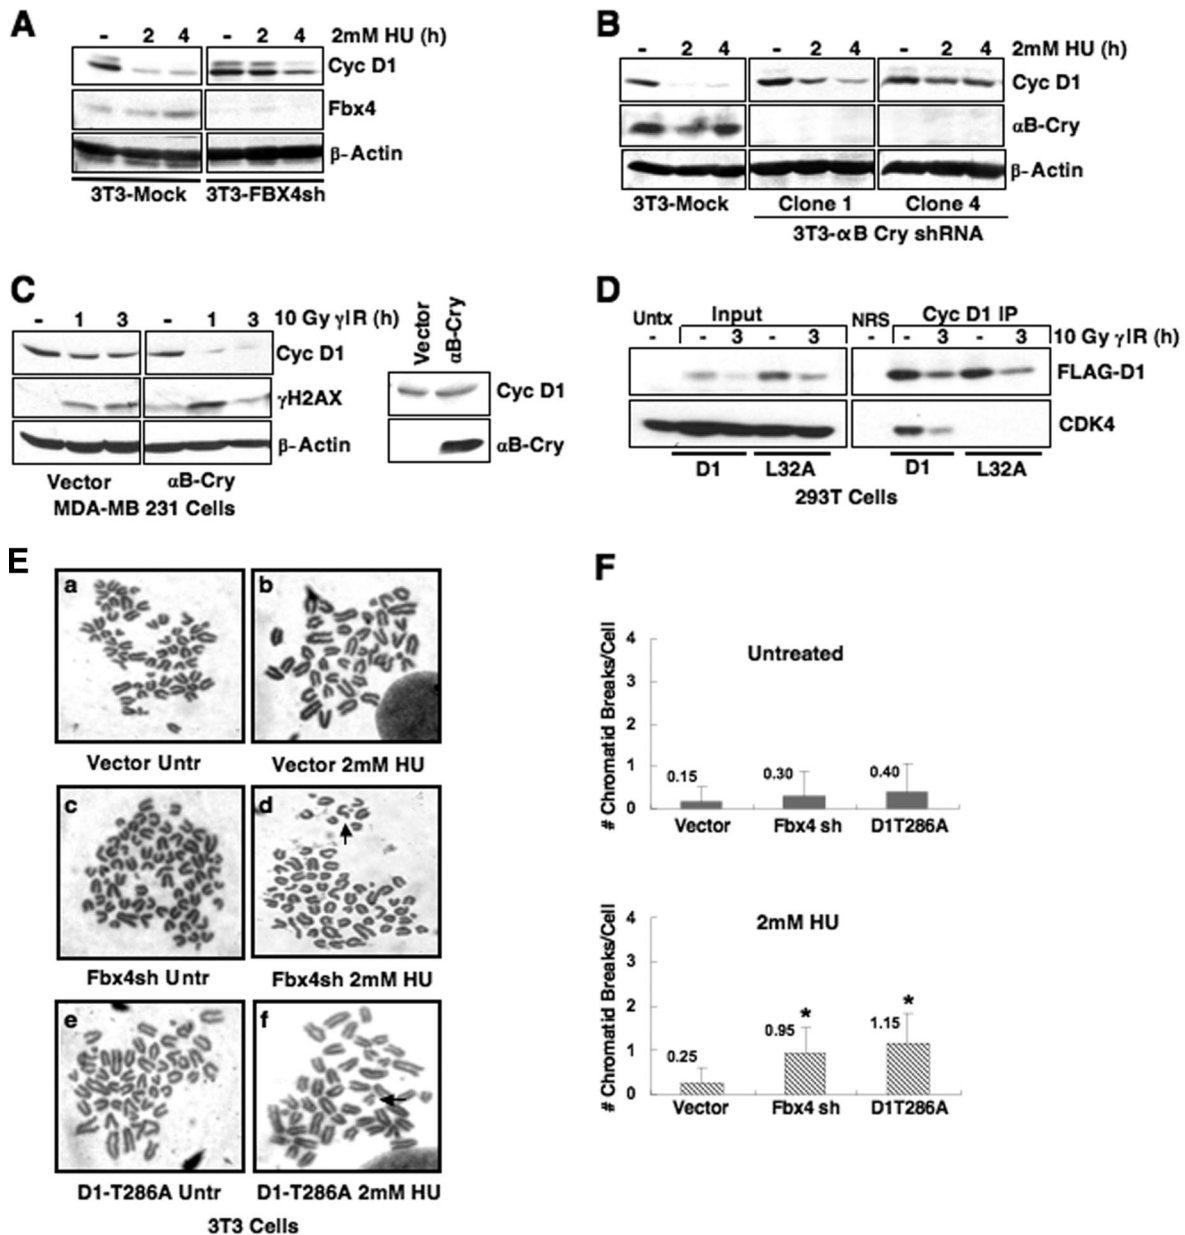 A
- 2 4 - 2 4 2mM HU (h)
Cyc D1
Fbx4
β-Actin
3T3-Mock 3T3-FBX4sh
B
- 2 4 - 2 4 - 2 4 2mM HU (h)
Cyc D1
αB-Cry
β-Actin
3T3-Mock Clone 1 Clone 4
3T3-αB Cry shRNA
C
- 1 3 - 1 3 10 Gy γIR (h)
Cyc D1
γH2AX
β-Actin
Vector αB-Cry
MDA-MB 231 Cells
Vector
αB-Cry
Cyc D1
αB-Cry
D
Untx Input NRS Cyc D1 IP
- - 3 - 3 - - 3 - 3 10 Gy γIR (h)
FLAG-D1
CDK4
D1 L32A D1 L32A
293T Cells
E
a b
Vector Untr Vector 2mM HU
c d
Fbx4sh Untr Fbx4sh 2mM HU
e f
D1-T286A Untr D1-T286A 2mM HU
3T3 Cells
F
# Chromatid Breaks/Cell
4
3
2
1
0
Untreated
0.15 0.30 0.40
Vector Fbx4 sh D1T286A
# Chromatid Breaks/Cell
4
3
2
1
0
2mM HU
* *
0.25 0.95 1.15
Vector Fbx4 sh D1T286A